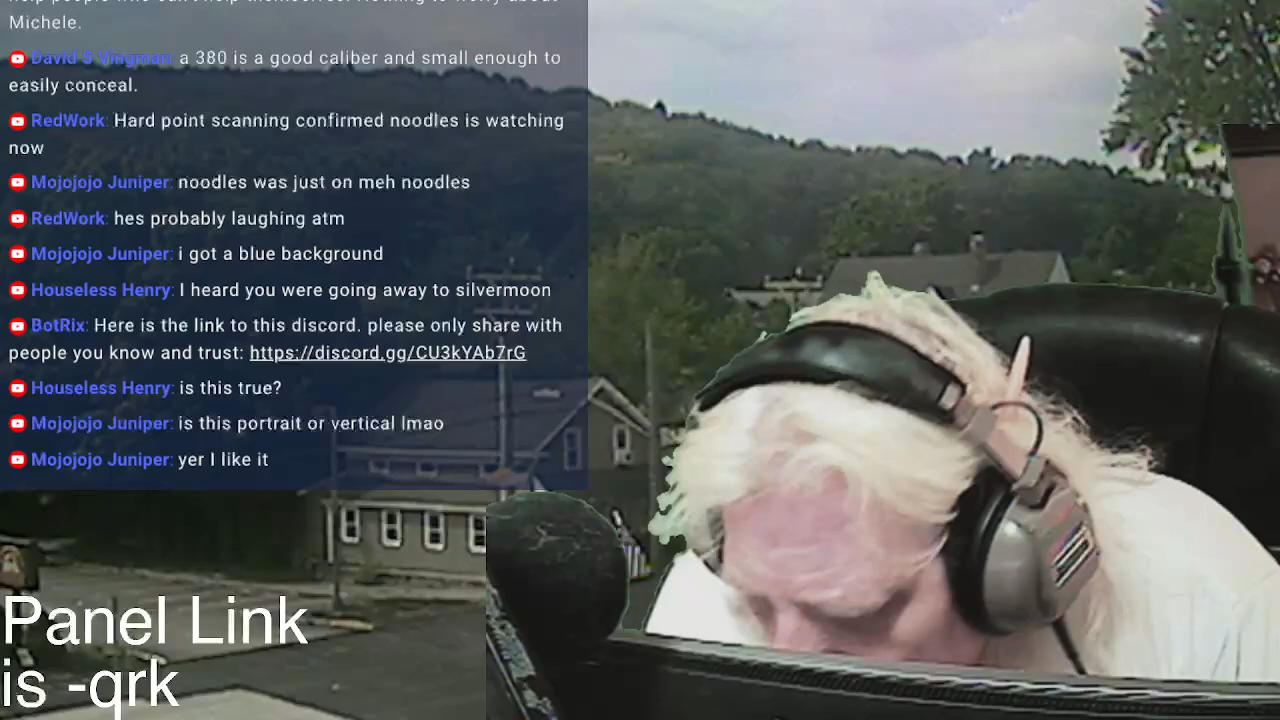 help people who can't help themselves. Nothing to worry about
Michele.
David S Vingman: a 380 is a good caliber and small enough to
easily conceal.
RedWork: Hard point scanning confirmed noodles is watching
now
Mojojojo Juniper: noodles was just on meh noodles
RedWork: hes probably laughing atm
Mojojojo Juniper: i got a blue background
Houseless Henry: I heard you were going away to silvermoon
BotRix: Here is the link to this discord. please only share with
people you know and trust: https://discord.gg/CU3kYAb7rG
Houseless Henry: is this true?
Mojojojo Juniper: is this portrait or vertical lmao
Mojojojo Juniper: yer I like it
Panel Link
is -qrk